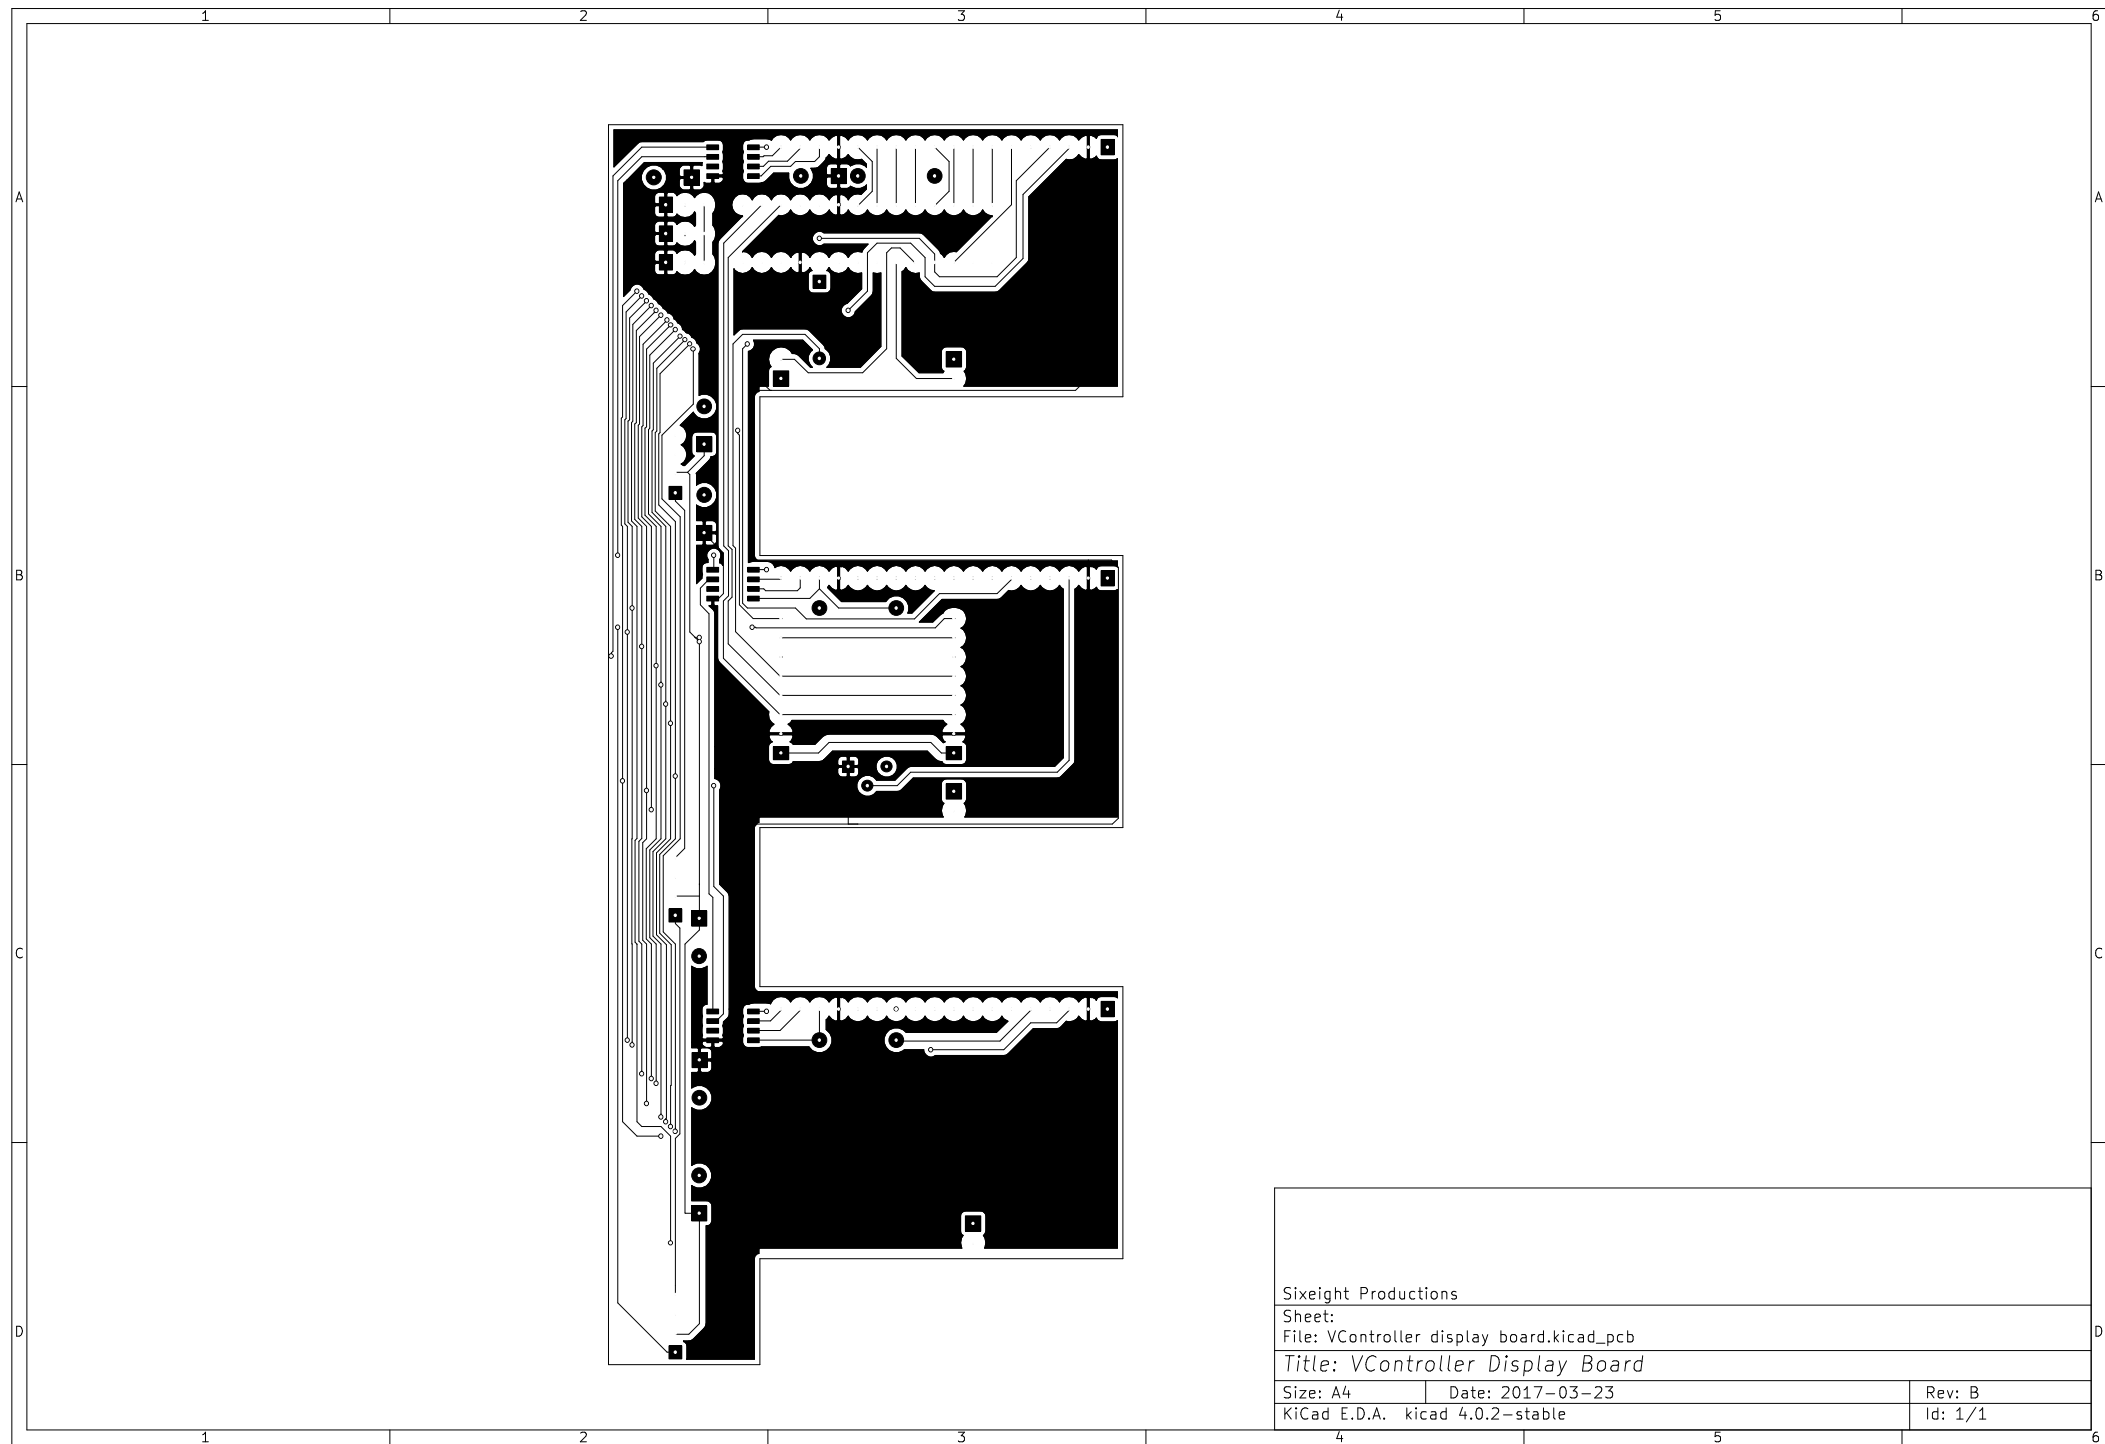 1 2 3 4 5 6
A A
B B
C C
Sixeight Productions
Sheet:
File: VController display board.kicad_pcb
D D
Title: VController Display Board
Size: A4 Date: 2017-03-23 Rev: B
KiCad E.D.A. kicad 4.0.2-stable Id: 1/1
1 2 3 4 5 6